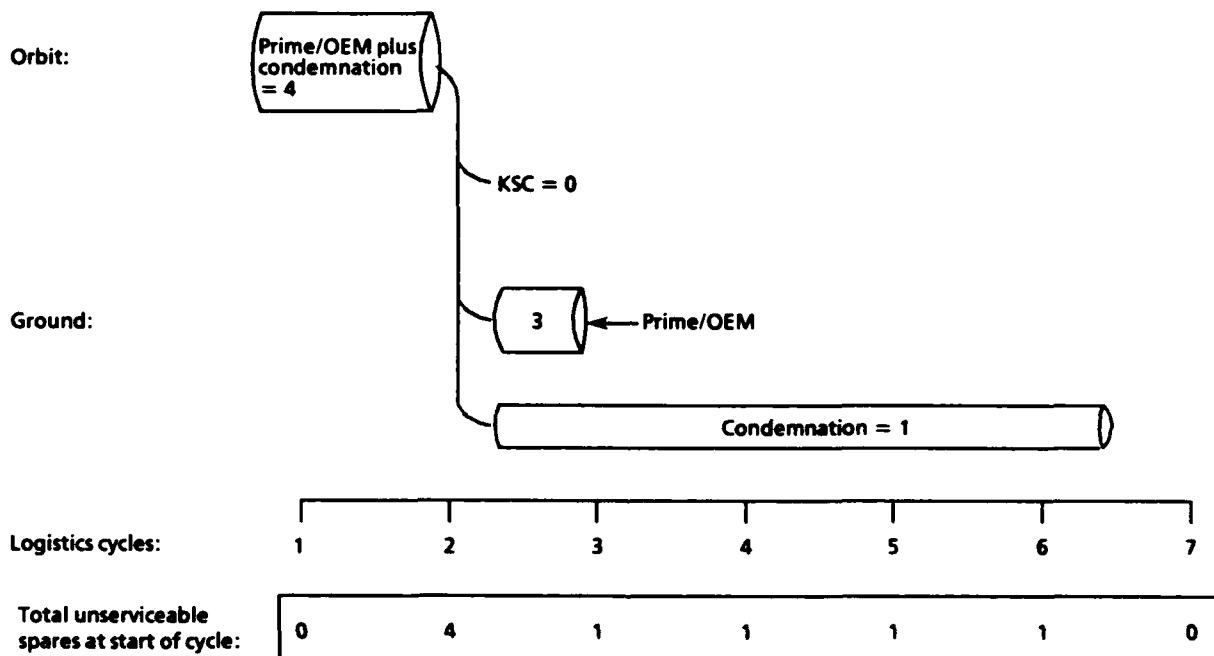 Orbit:
Prime/OEM plus
condemnation
= 4
KSC = 0
Ground:
3
Prime/OEM
Condemnation = 1
Logistics cycles: 1 2 3 4 5 6 7
Total unserviceable
spares at start of cycle: 0 4 1 1 1 1 0